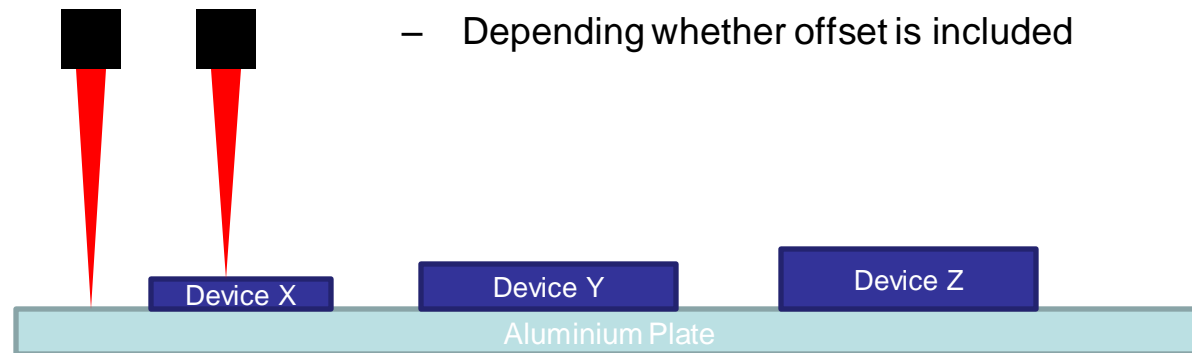 – Depending whether offset is included
Device X
Device Y
Device Z
Aluminium Plate